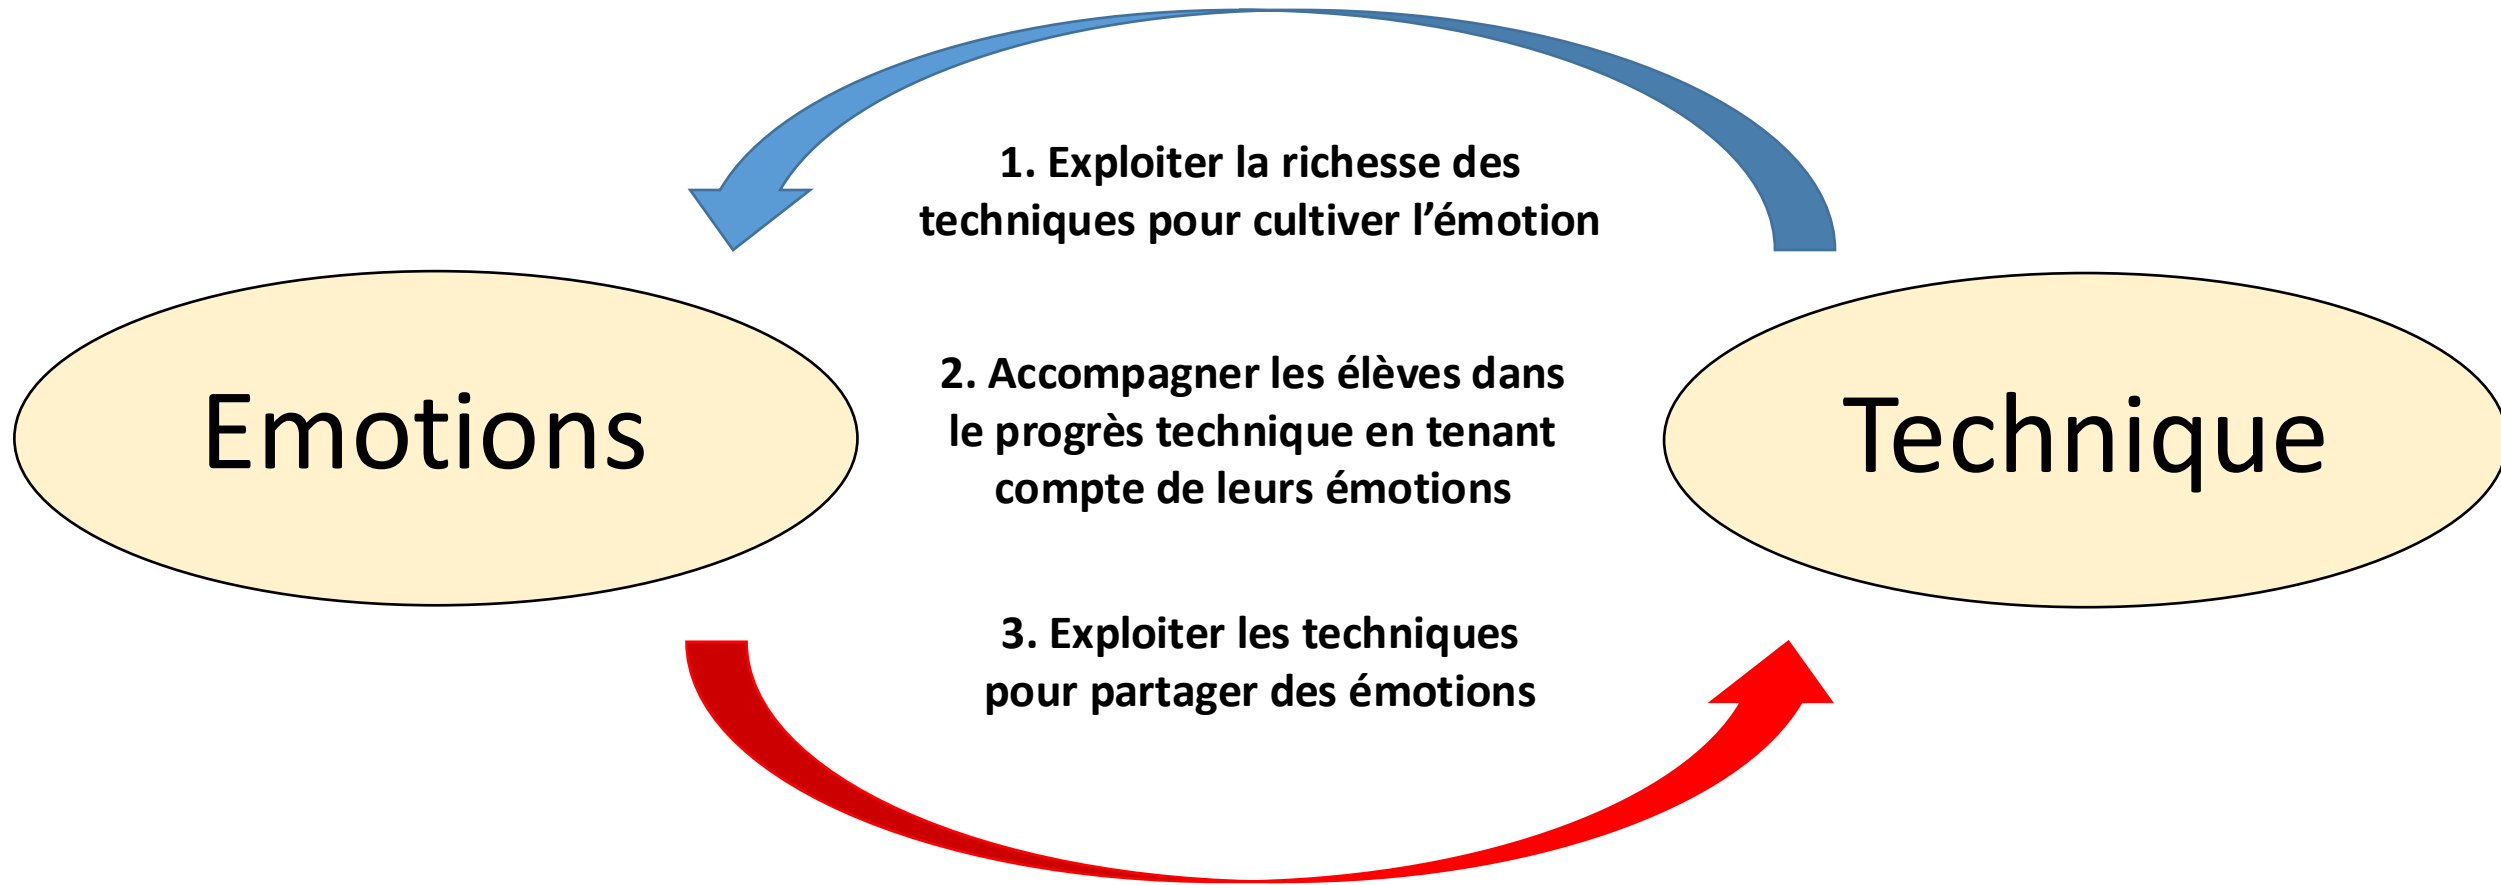 1. Exploiter la richesse des
techniques pour cultiver l’émotion
Emotions
2. Accompagner les élèves dans
le progrès technique en tenant
compte de leurs émotions
Technique
3. Exploiter les techniques
pour partager des émotions